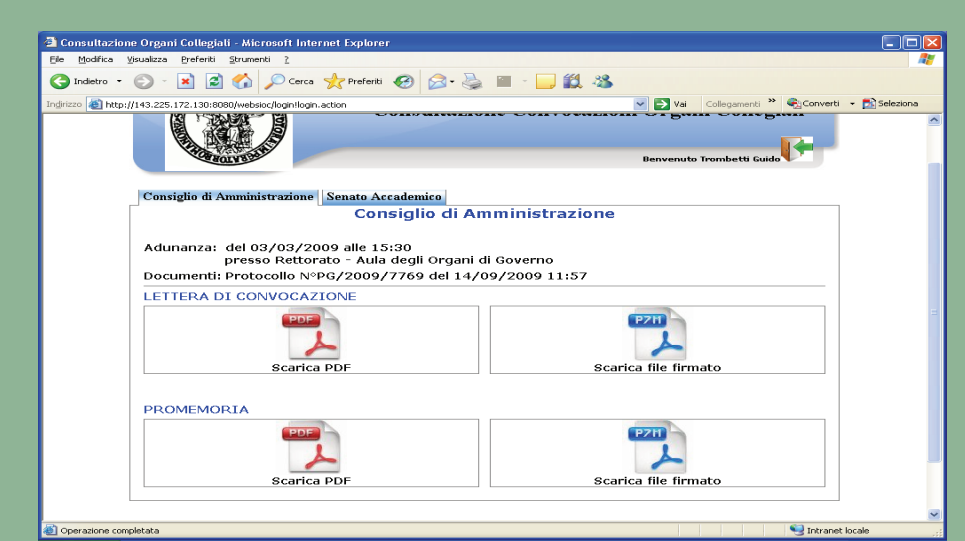 Consultazione Organi Collegiali - Microsoft Internet Explorer
File Modifica Visualizza Preferiti Strumenti ?
Indietro Cerca Preferiti
Indirizzo http://143.225.172.130:8080/websioc/login!login.action Vai Collegamenti » Converti Seleziona
Consultazione Convocazioni Organi Collegiali
Benvenuto Trombetti Guido
Consiglio di Amministrazione Senato Accademico
Consiglio di Amministrazione
Adunanza: del 03/03/2009 alle 15:30
presso Rettorato - Aula degli Organi di Governo
Documenti: Protocollo N°PG/2009/7769 del 14/09/2009 11:57
LETTERA DI CONVOCAZIONE
PDF P7M
Scarica PDF Scarica file firmato
PROMEMORIA
PDF P7M
Scarica PDF Scarica file firmato
Operazione completata Intranet locale